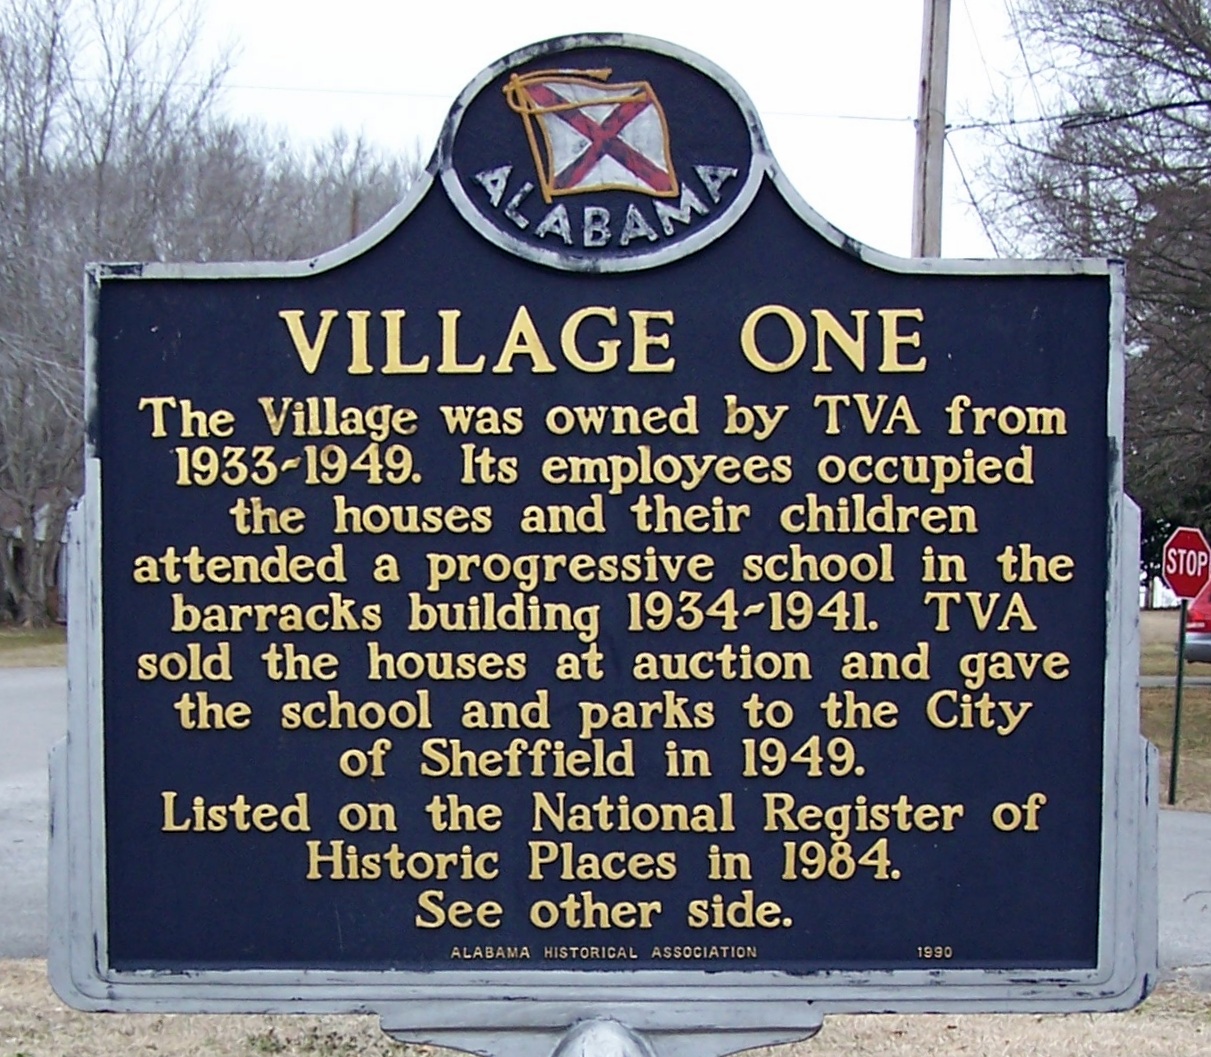 ALABAMA
VILLAGE ONE
The Village was owned by TVA from
1933-1949. Its employees occupied
the houses and their children
attended a progressive school in the
barracks building 1934-1941. TVA
sold the houses at auction and gave
the school and parks to the City
of Sheffield in 1949.
Listed on the National Register of
Historic Places in 1984.
See other side.
ALABAMA HISTORICAL ASSOCIATION 1990
STOP